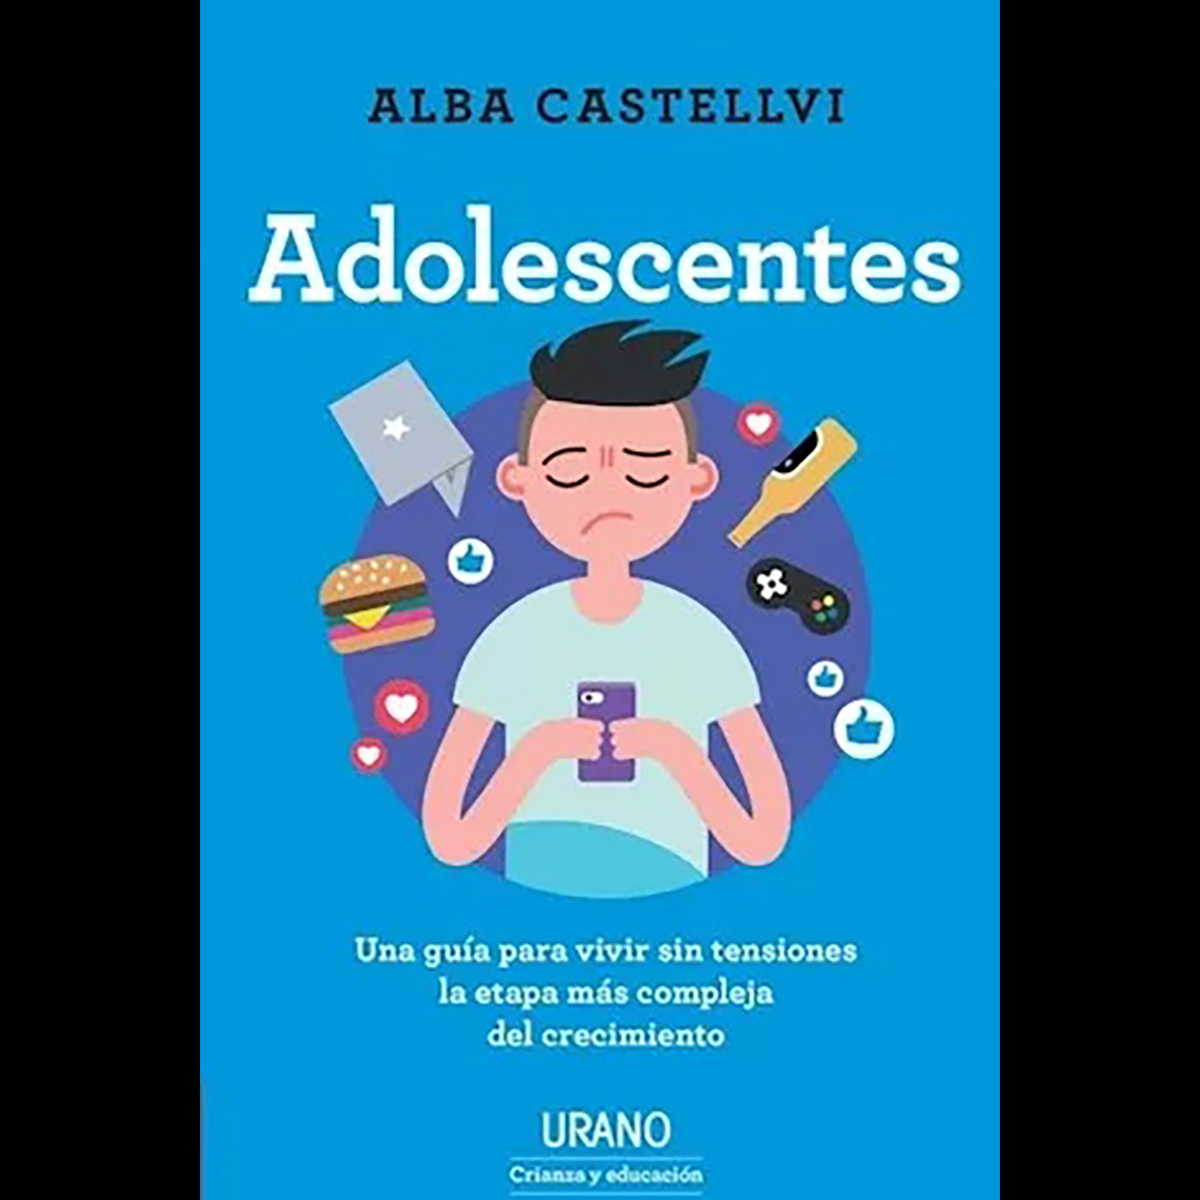 ALBA CASTELLVI
Adolescentes
Una guía para vivir sin tensiones
la etapa más compleja
del crecimiento
URANO
Crianza y educación